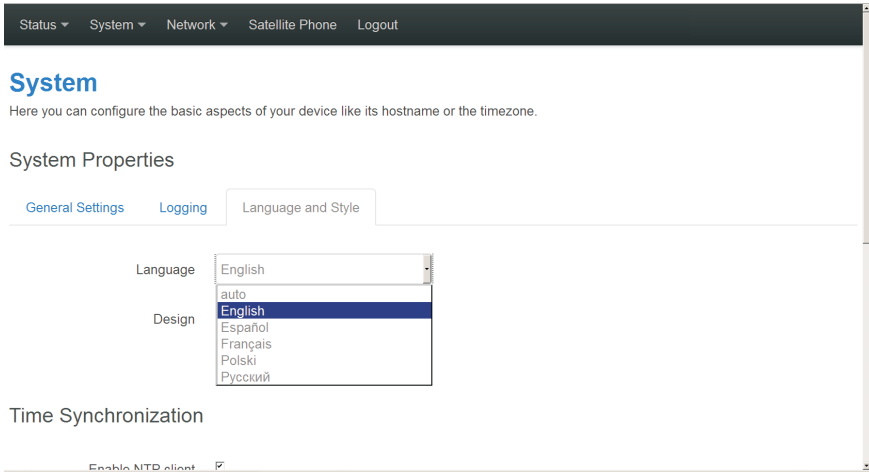 Status System Network Satellite Phone Logout
System
Here you can configure the basic aspects of your device like its hostname or the timezone.
System Properties
General Settings Logging Language and Style
Language English
auto
English
Design
Español
Français
Polski
Русский
Time Synchronization
Enable NTP client